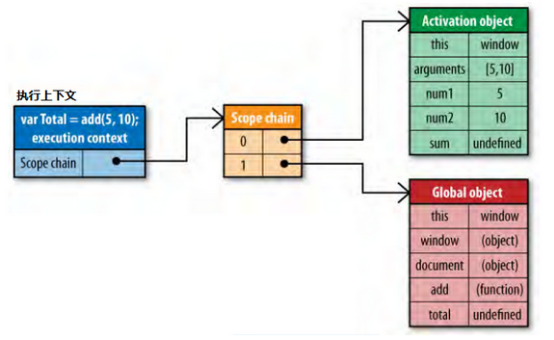 执行上下文
var Total = add(5, 10);
execution context
Scope chain
Scope chain
0
1
Activation object
this window
arguments [5,10]
num1 5
num2 10
sum undefined
Global object
this window
window (object)
document (object)
add (function)
total undefined